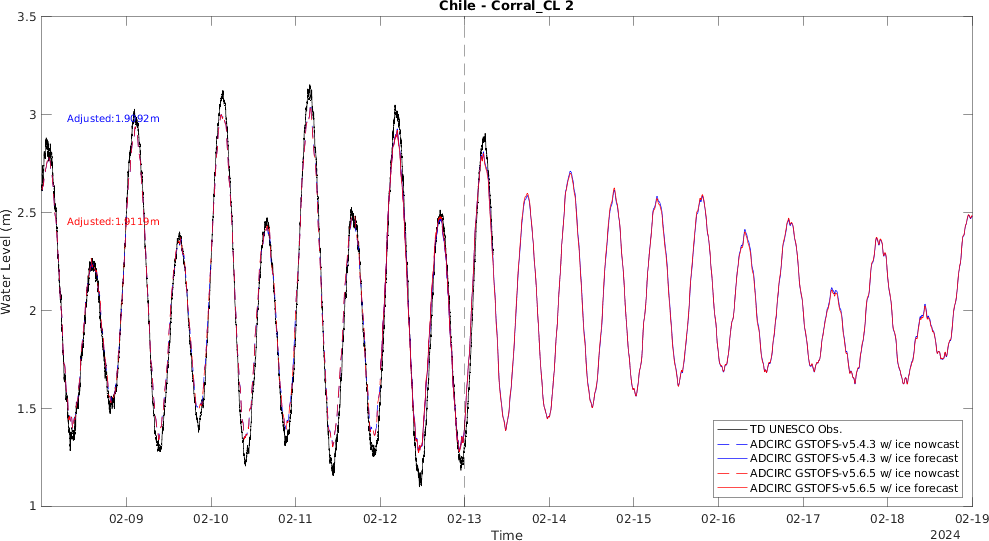 Chile - Corral_CL 2
3.5
3
2.5
2
1.5
1
Water Level (m)
Adjusted:1.9092m
Adjusted:1.9119m
TD UNESCO Obs.
ADCIRC GSTOFS-v5.4.3 w/ ice nowcast
ADCIRC GSTOFS-v5.4.3 w/ ice forecast
ADCIRC GSTOFS-v5.6.5 w/ ice nowcast
ADCIRC GSTOFS-v5.6.5 w/ ice forecast
02-09 02-10 02-11 02-12 02-13 02-14 02-15 02-16 02-17 02-18 02-19
Time
2024